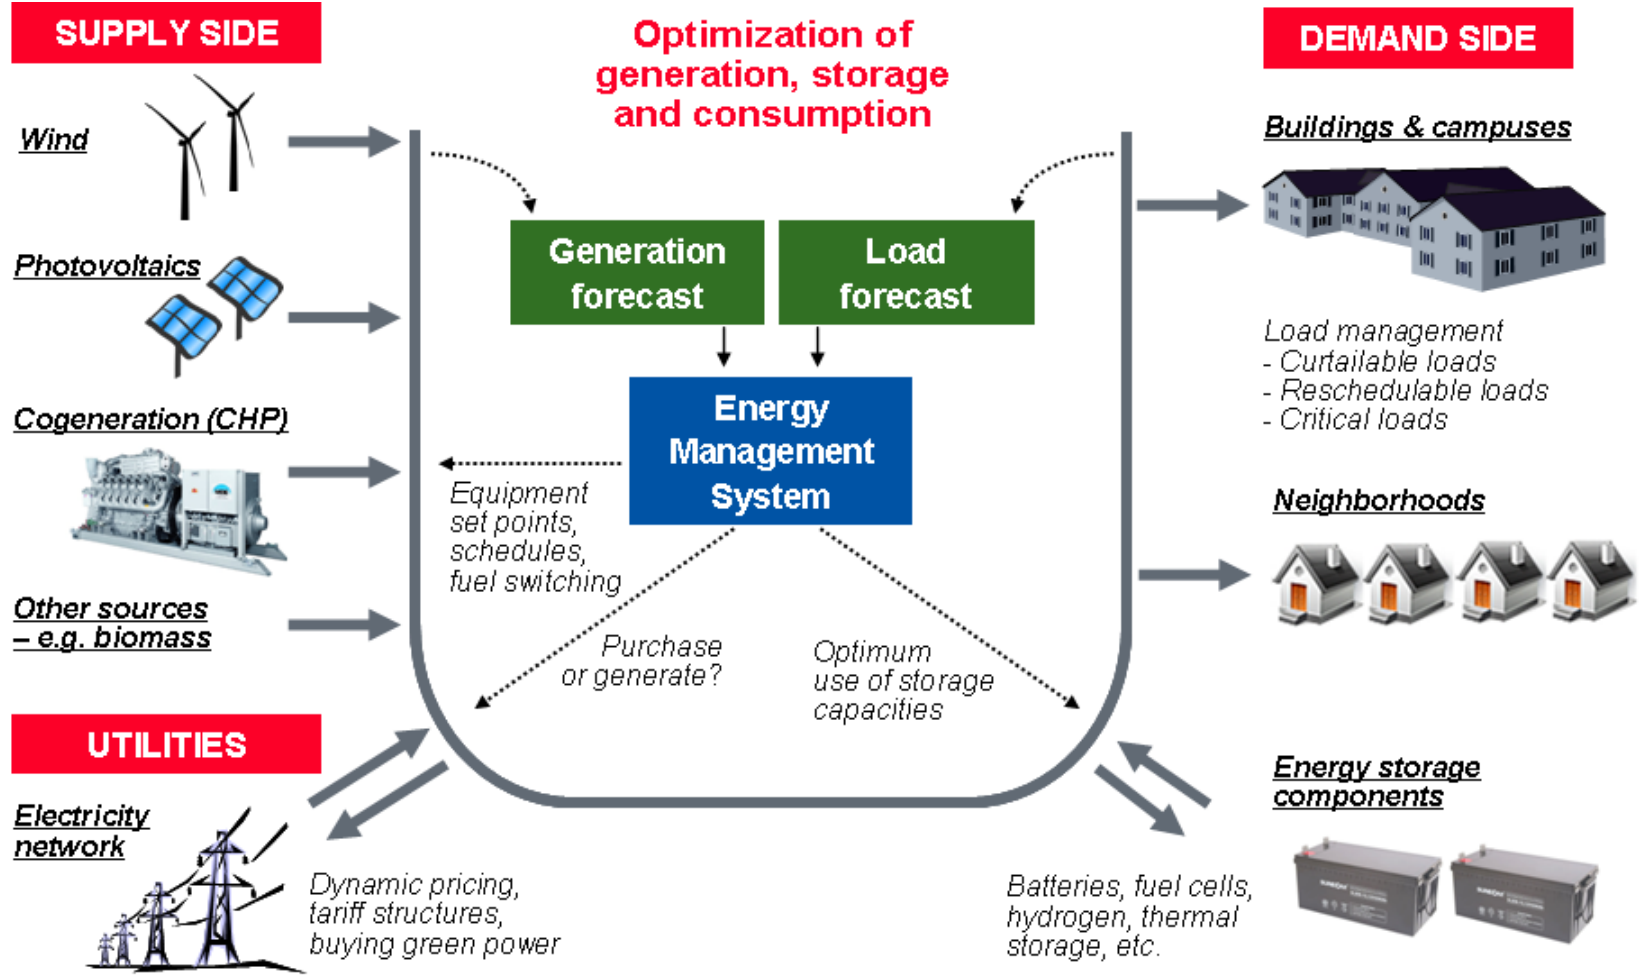 SUPPLY SIDE
Optimization of
generation, storage
and consumption
DEMAND SIDE
Wind
Photovoltaics
Cogeneration (CHP)
Other sources
– e.g. biomass
Generation
forecast
Load
forecast
Energy
Management
System
Equipment
set points,
schedules,
fuel switching
Purchase
or generate?
Optimum
use of storage
capacities
Buildings & campuses
Load management
- Curtailable loads
- Reschedulable loads
- Critical loads
Neighborhoods
UTILITIES
Electricity
network
Dynamic pricing,
tariff structures,
buying green power
Energy storage
components
Batteries, fuel cells,
hydrogen, thermal
storage, etc.